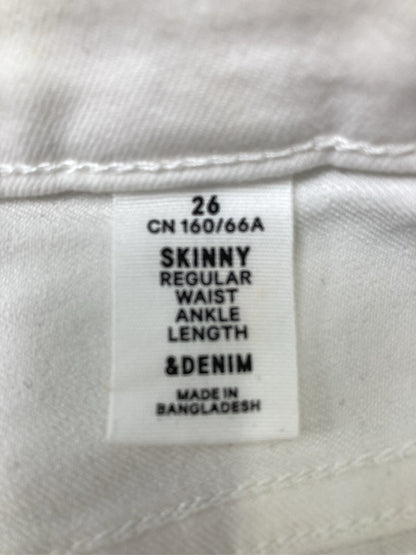 26
CN 160/66A
SKINNY
REGULAR
WAIST
ANKLE
LENGTH
&DENIM
MADE IN
BANGLADESH